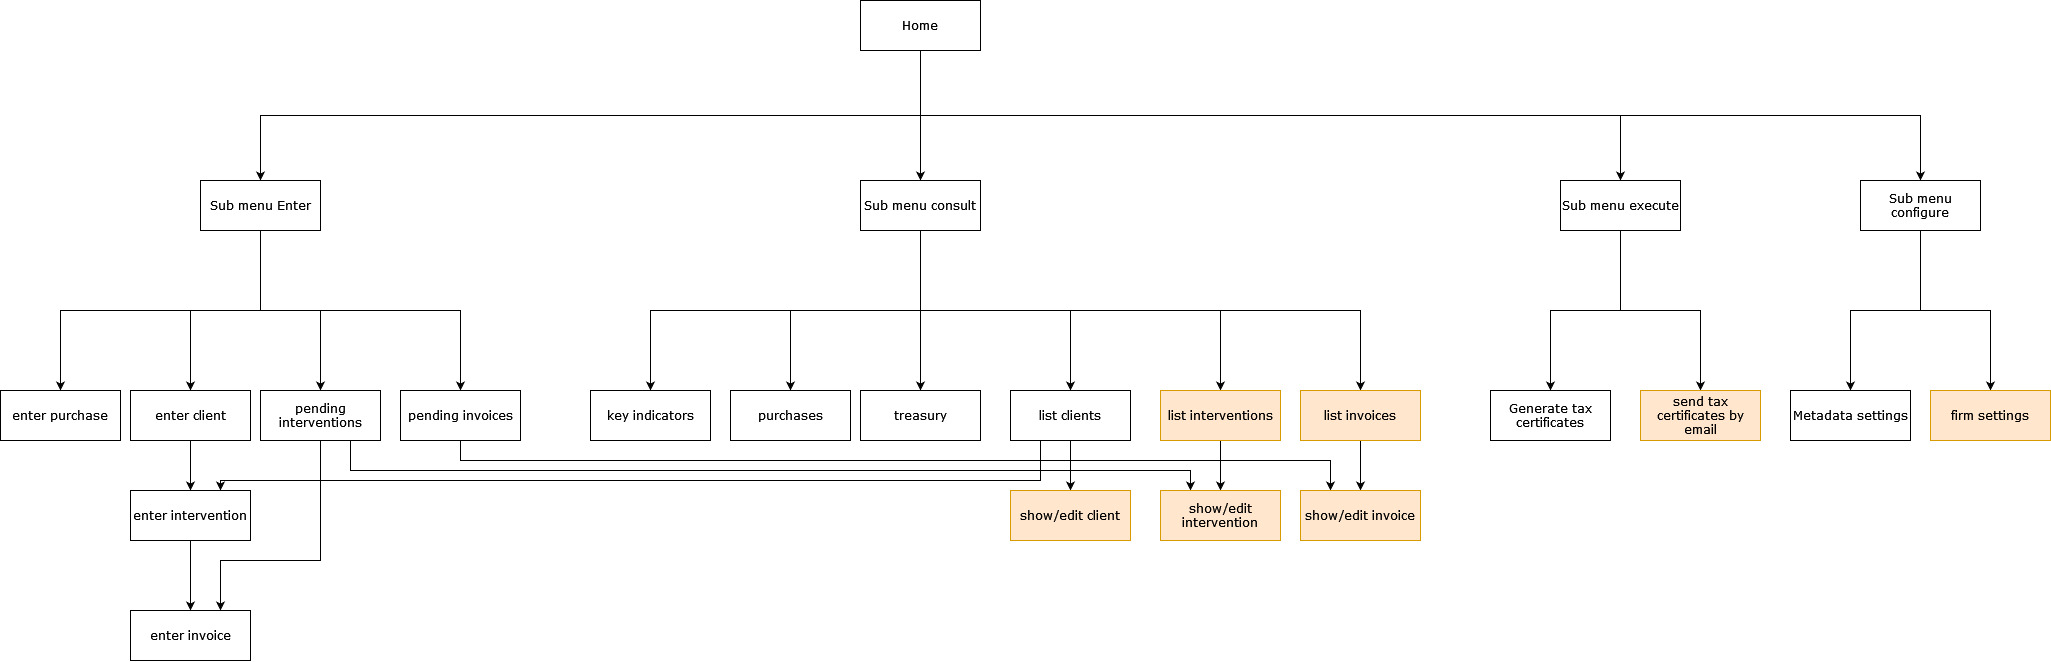 Home
Sub menu Enter
Sub menu consult
Sub menu execute
Sub menu
configure
enter purchase
enter client
pending
interventions
pending invoices
key indicators
purchases
treasury
list clients
list interventions
list invoices
Generate tax
certificates
send tax
certificates by
email
Metadata settings
firm settings
enter intervention
show/edit client
show/edit
intervention
show/edit invoice
enter invoice